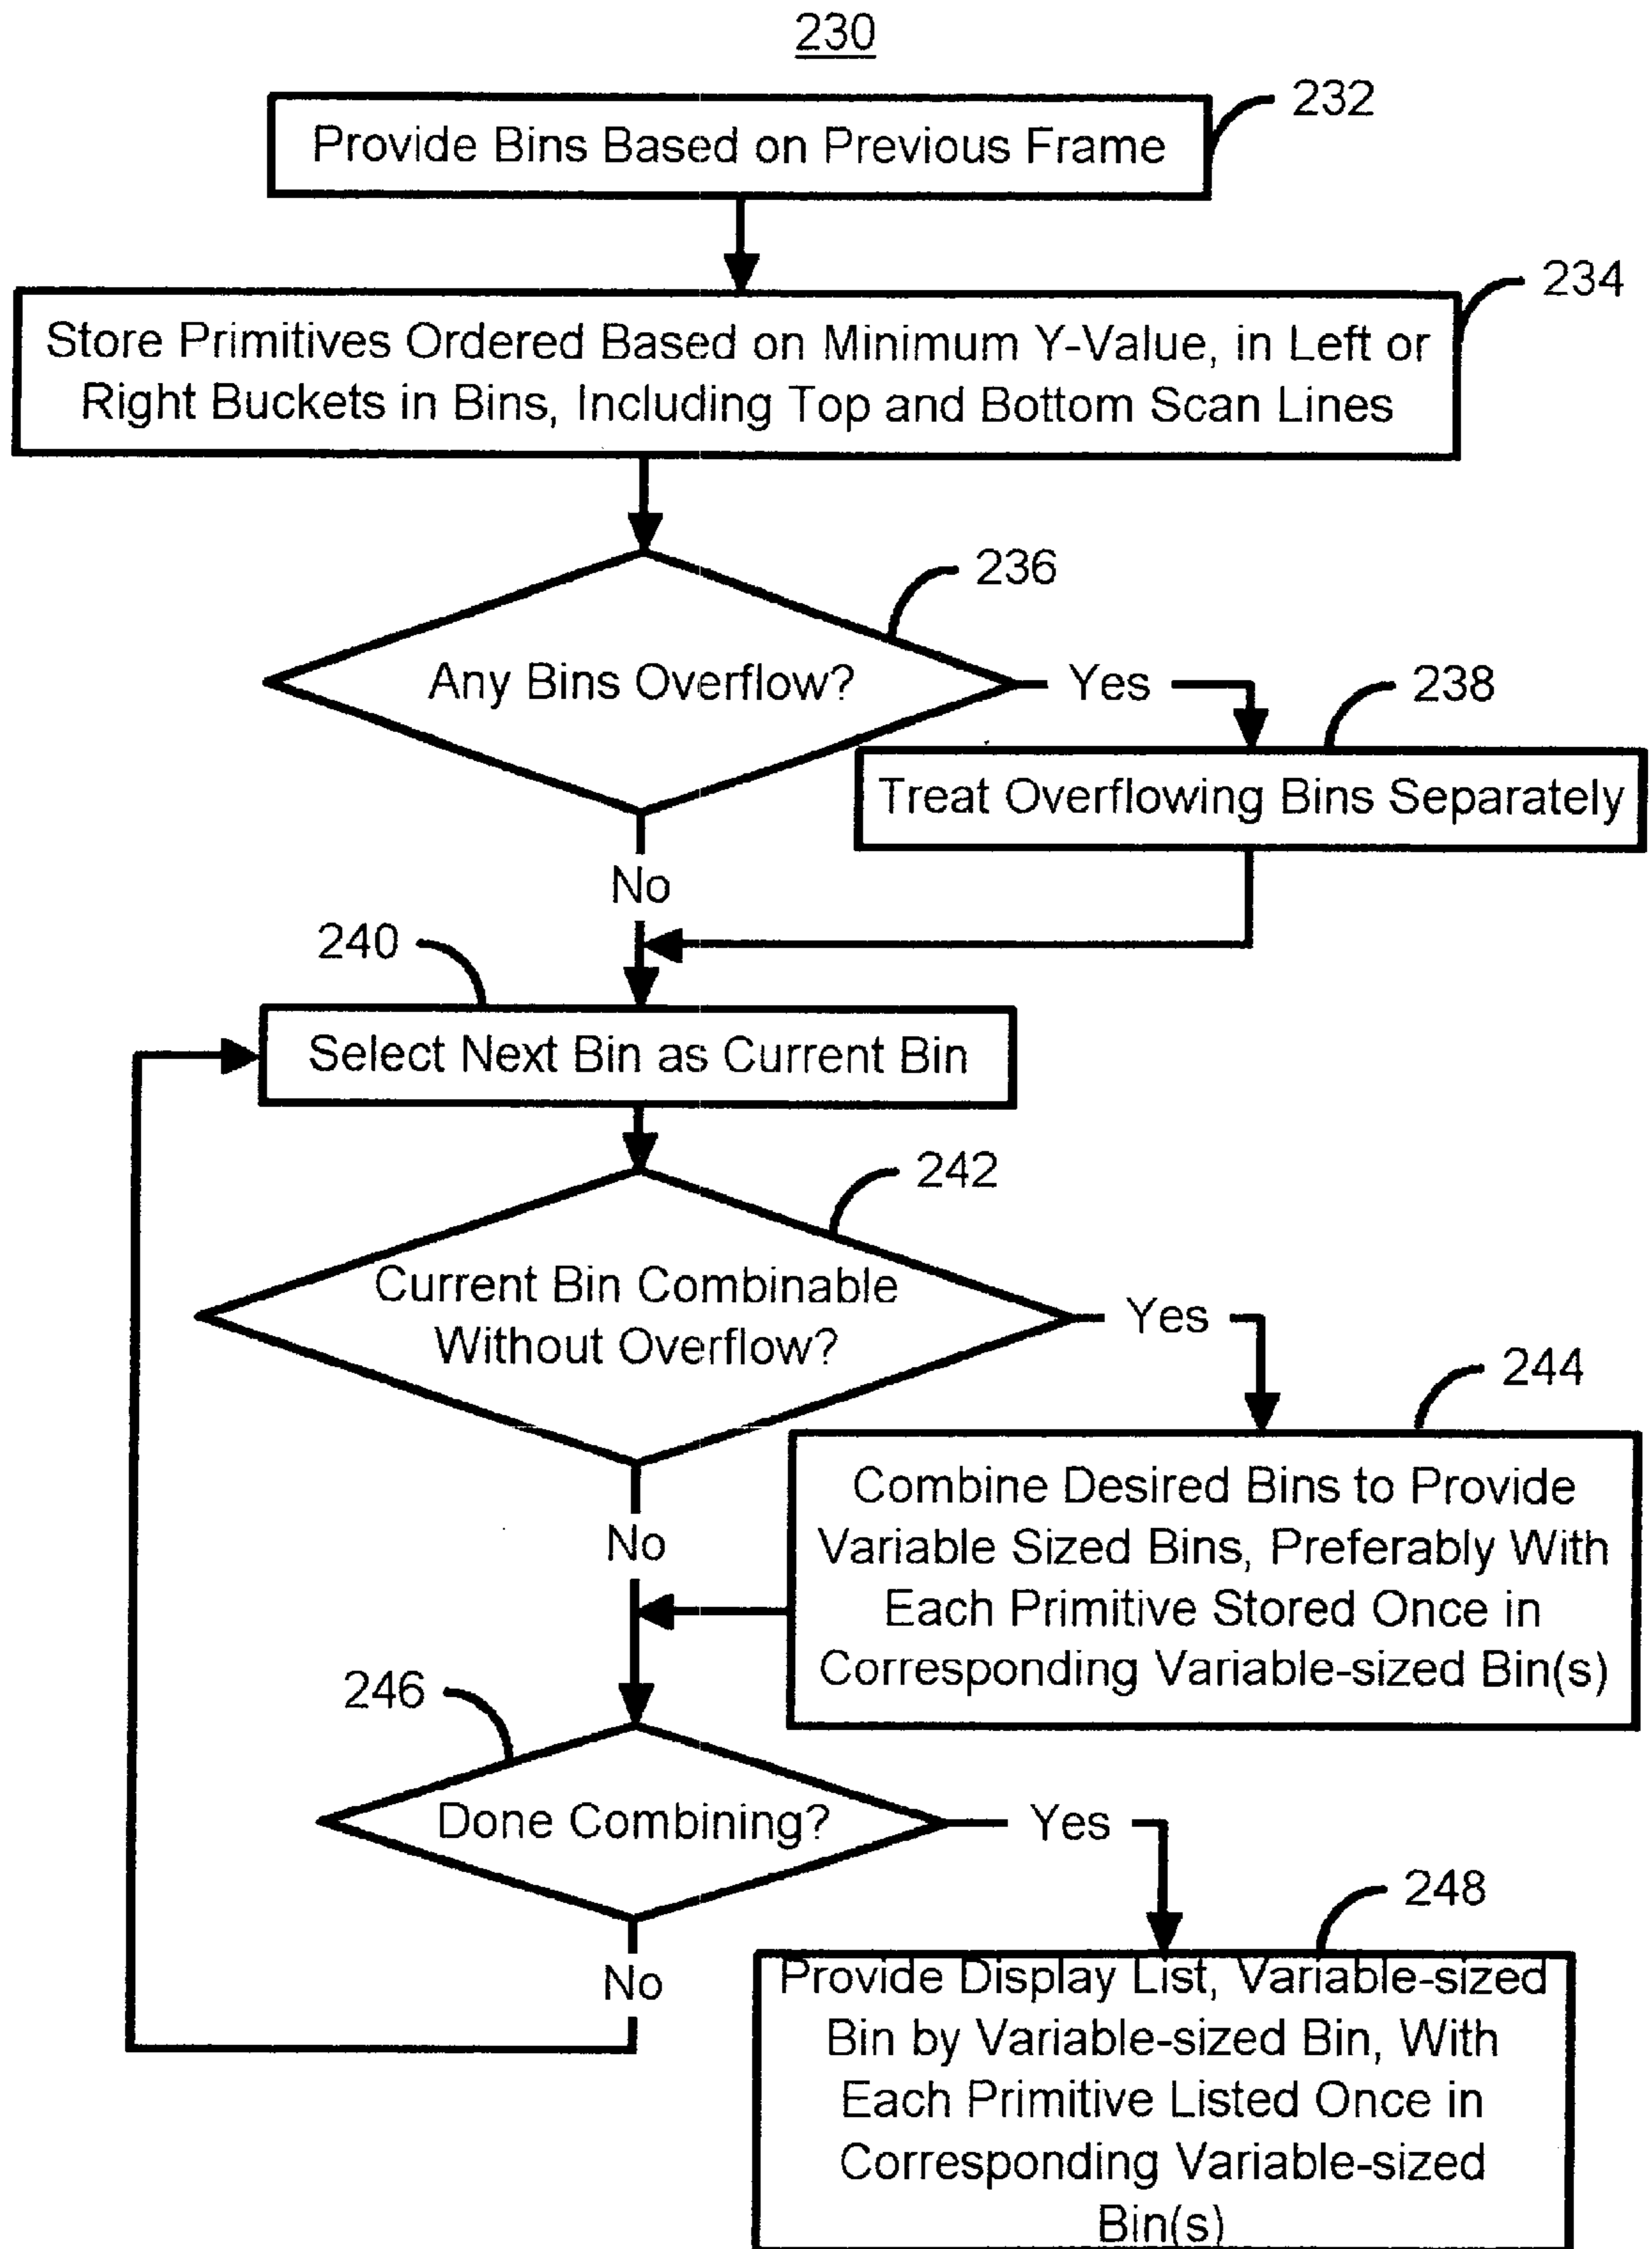 230
232
Provide Bins Based on Previous Frame
234
Store Primitives Ordered Based on Minimum Y-Value, in Left or
Right Buckets in Bins, Including Top and Bottom Scan Lines
236
Any Bins Overflow?
Yes
238
Treat Overflowing Bins Separately
No
240
Select Next Bin as Current Bin
242
Current Bin Combinable
Without Overflow?
Yes
244
Combine Desired Bins to Provide
Variable Sized Bins, Preferably With
Each Primitive Stored Once in
Corresponding Variable-sized Bin(s)
No
246
Done Combining?
Yes
248
No
Provide Display List, Variable-sized
Bin by Variable-sized Bin, With
Each Primitive Listed Once in
Corresponding Variable-sized
Bin(s)